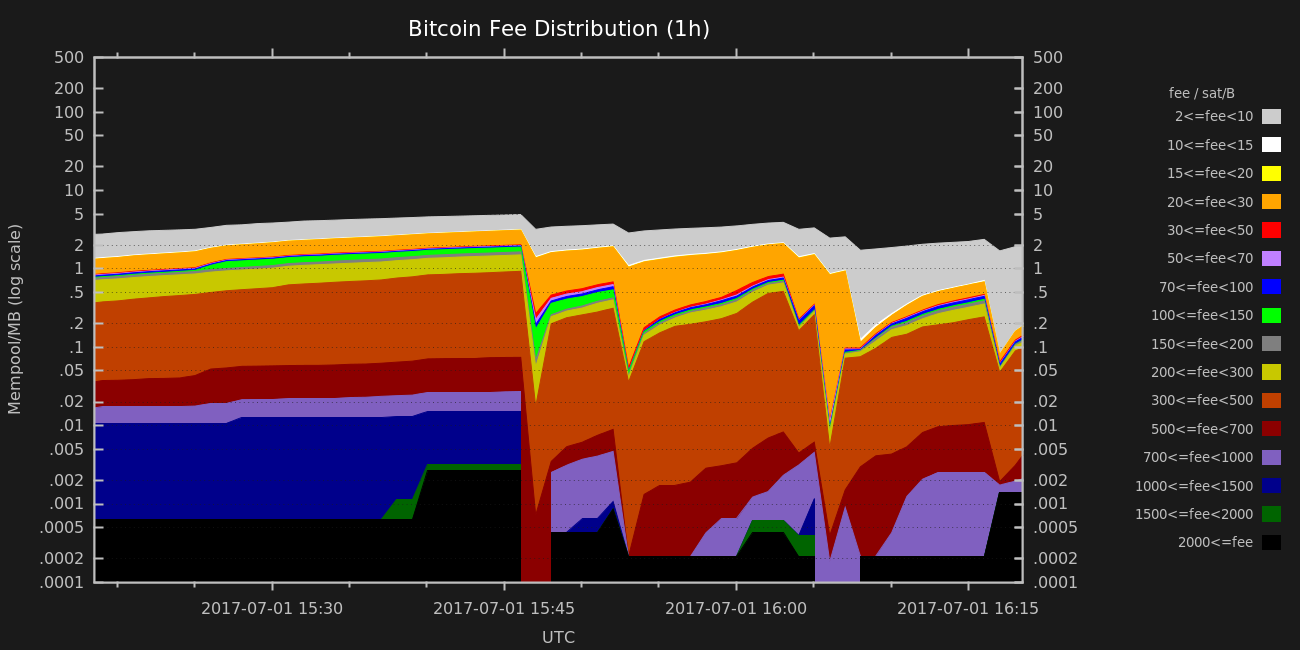 Bitcoin Fee Distribution (1h)
Mempool/MB (log scale)
500
200
100
50
20
10
5
2
1
.5
.2
.1
.05
.02
.01
.005
.002
.001
.0005
.0002
.0001
500
200
100
50
20
10
5
2
1
.5
.2
.1
.05
.02
.01
.005
.002
.001
.0005
.0002
.0001
2017-07-01 15:30 2017-07-01 15:45 2017-07-01 16:00 2017-07-01 16:15
UTC
fee / sat/B
2<=fee<10
10<=fee<15
15<=fee<20
20<=fee<30
30<=fee<50
50<=fee<70
70<=fee<100
100<=fee<150
150<=fee<200
200<=fee<300
300<=fee<500
500<=fee<700
700<=fee<1000
1000<=fee<1500
1500<=fee<2000
2000<=fee